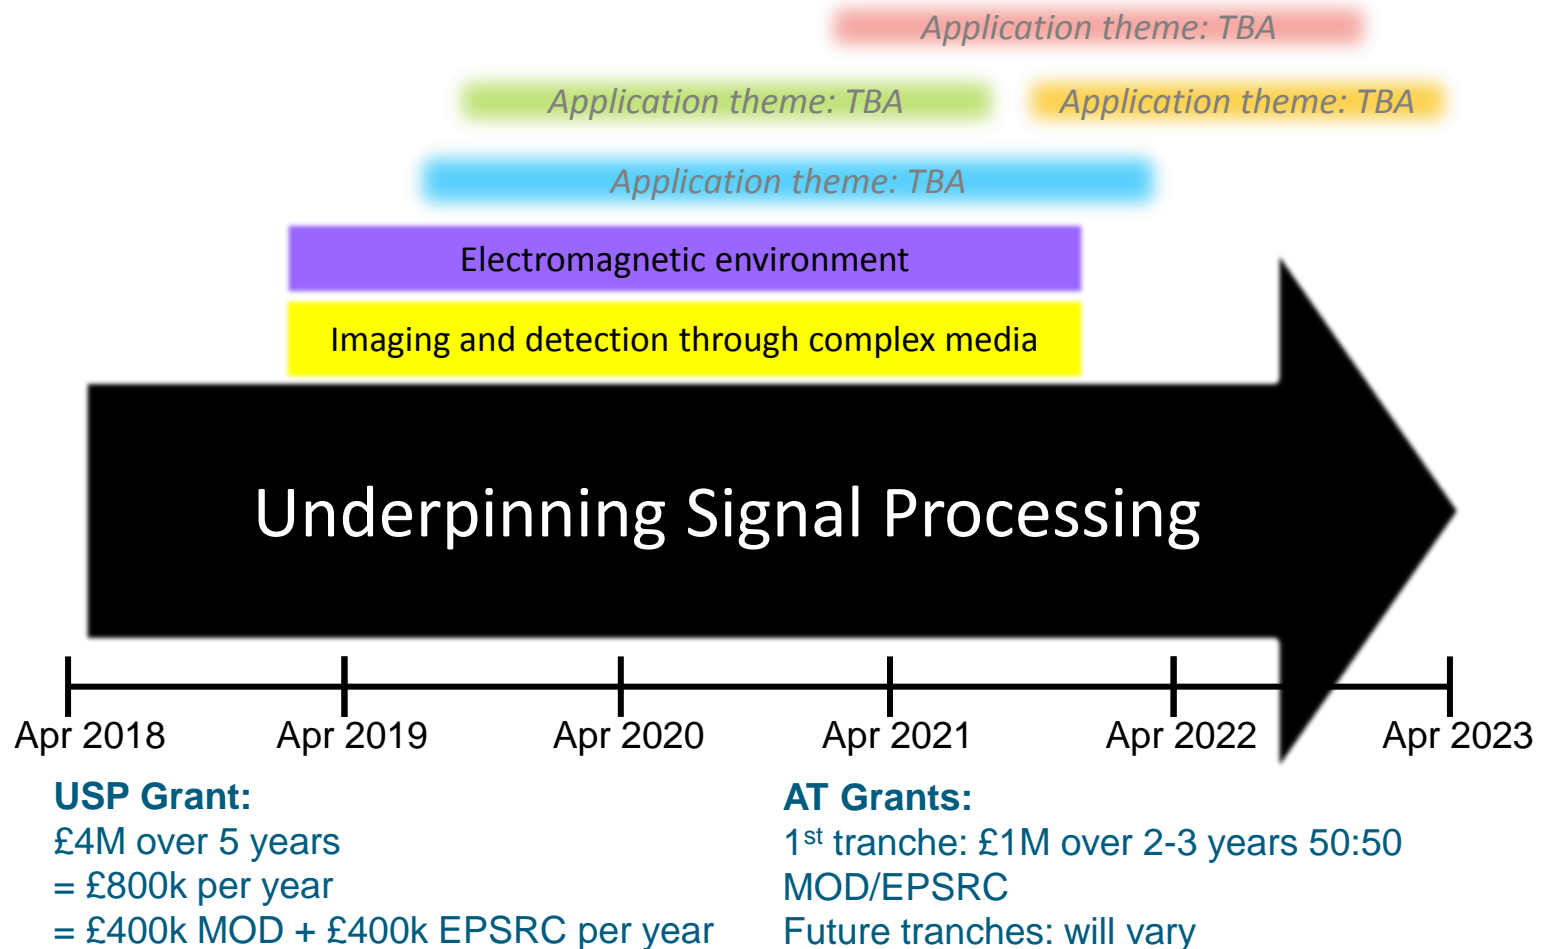 Application theme: TBA
Application theme: TBA
Application theme: TBA
Application theme: TBA
Electromagnetic environment
Imaging and detection through complex media
Underpinning Signal Processing
Apr 2018
Apr 2019
Apr 2020
Apr 2021
Apr 2022
Apr 2023
USP Grant:
£4M over 5 years
= £800k per year
= £400k MOD + £400k EPSRC per year
AT Grants:
1st tranche: £1M over 2-3 years 50:50
MOD/EPSRC
Future tranches: will vary